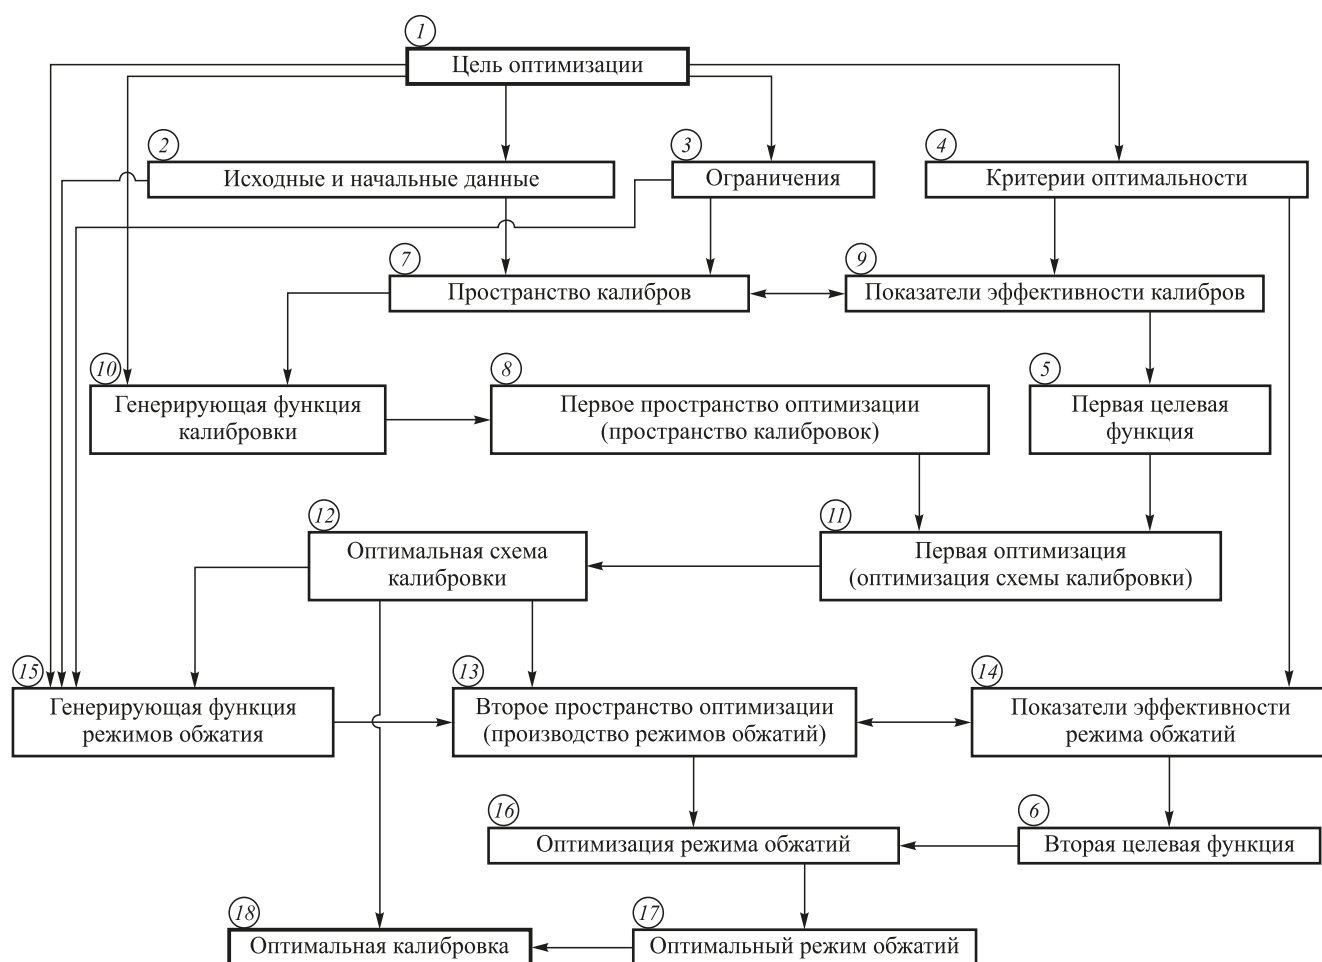 1
Цель оптимизации
2
Исходные и начальные данные
3
Ограничения
4
Критерии оптимальности
7
Пространство калибров
9
Показатели эффективности калибров
10
Генерирующая функция
калибровки
8
Первое пространство оптимизации
(пространство калибровок)
5
Первая целевая
функция
12
Оптимальная схема
калибровки
11
Первая оптимизация
(оптимизация схемы калибровки)
15
Генерирующая функция
режимов обжатия
13
Второе пространство оптимизации
(производство режимов обжатий)
14
Показатели эффективности
режима обжатий
16
Оптимизация режима обжатий
6
Вторая целевая функция
18
Оптимальная калибровка
17
Оптимальный режим обжатий